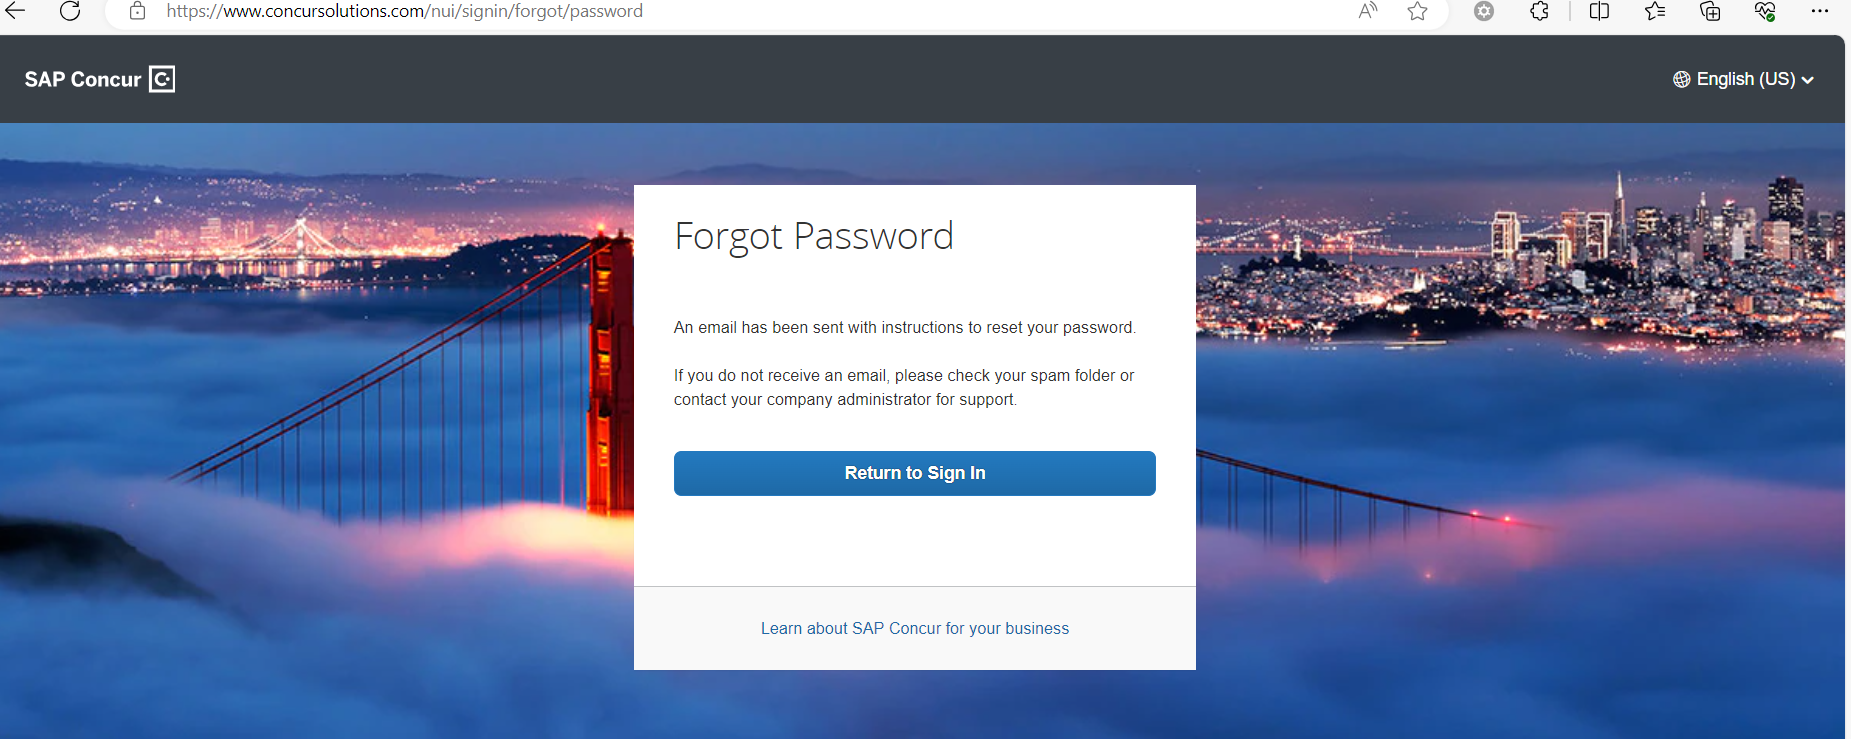 https://www.concursolutions.com/nui/signin/forgot/password
SAP Concur
English (US)
Forgot Password
An email has been sent with instructions to reset your password.
If you do not receive an email, please check your spam folder or
contact your company administrator for support.
Return to Sign In
Learn about SAP Concur for your business